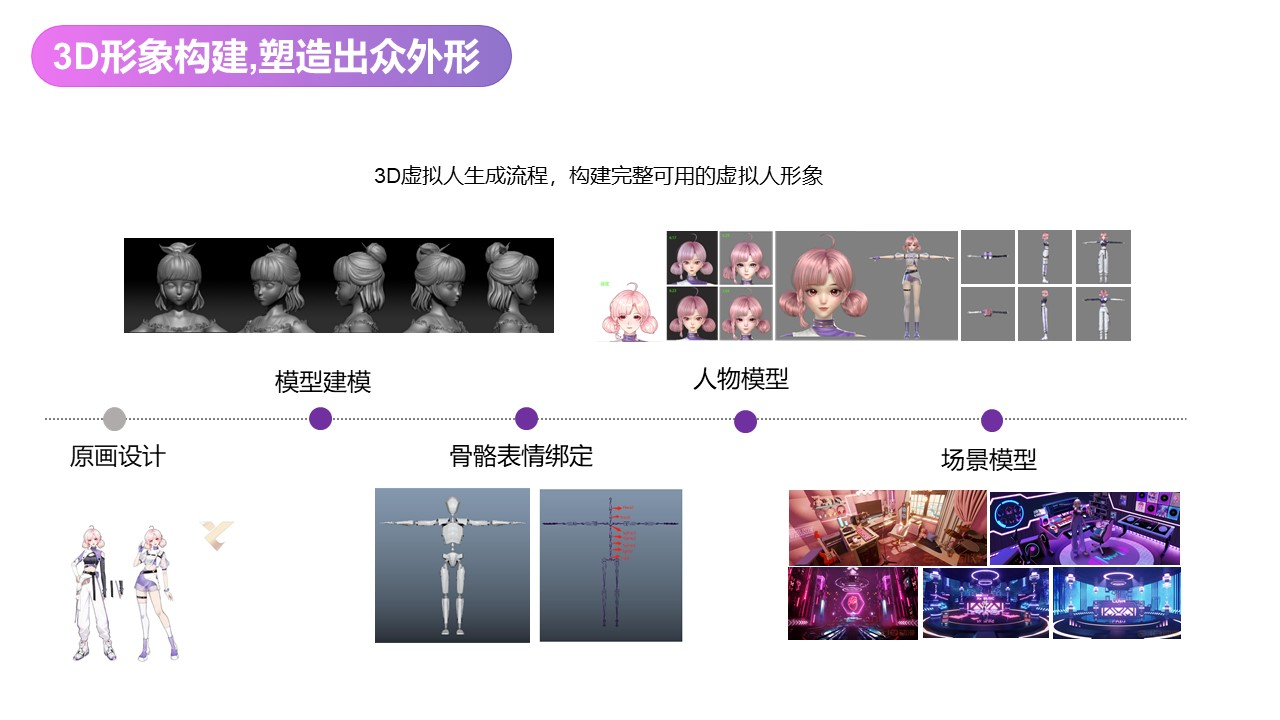 3D形象构建,塑造出众外形
3D虚拟人生成流程，构建完整可用的虚拟人形象
模型建模
人物模型
原画设计
骨骼表情绑定
场景模型